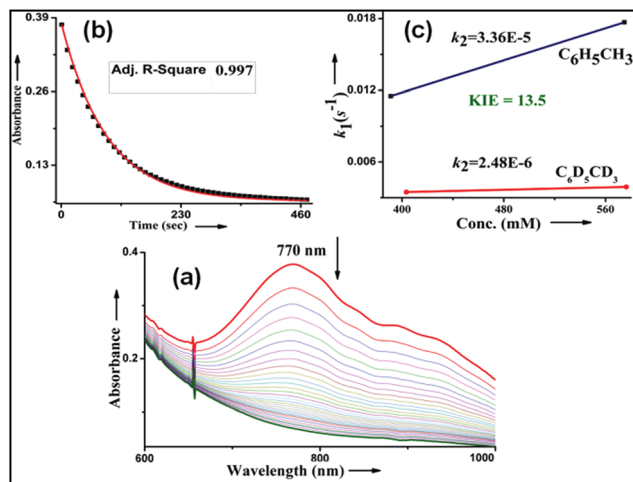 (b)
0.39
0.26
0.13
Absorbance
Adj. R-Square 0.997
0 230 460
Time (sec)
(c)
0.018
0.012
0.006
k₁(s⁻¹)
k₂=3.36E-5
C₆H₅CH₃
KIE = 13.5
k₂=2.48E-6
C₆D₅CD₃
400 480 560
Conc. (mM)
(a)
770 nm
0.4
0.2
Absorbance
600 800 1000
Wavelength (nm)